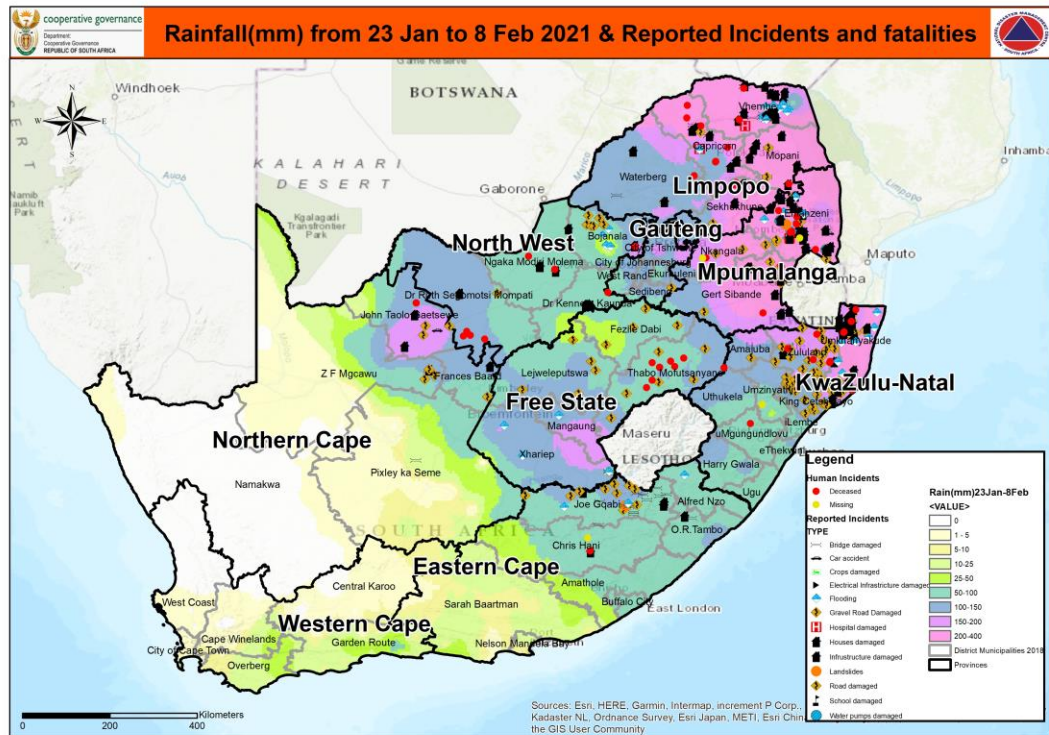 cooperative governance
Department:
Cooperative Governance
REPUBLIC OF SOUTH AFRICA
Rainfall(mm) from 23 Jan to 8 Feb 2021 & Reported Incidents and fatalities
Game Reserve
Windhoek
BOTSWANA
N
W E
S
Inhamba
KALAHARI
DESERT
Auob
Marico
Limpopo
Gaborone
Kgalagadi
Transfrontier
Park
Namib
Naukluft Park
Maputo
Vhembe
Capricorn
Mopani
Waterberg
Limpopo
Sekhukhune
Ehlanzeni
Bojanala
Gauteng
City of Tshwane
Nkangala
North West
Ngaka Modiri Molema
City of Johannesburg
West Rand
Ekurhuleni
Mpumalanga
Sedibeng
Gert Sibande
Dr Ruth Segomotsi Mompati
Dr Kenneth Kaunda
John Taolo Gaetsewe
Fezile Dabi
Umkhanyakude
Zululand
Amajuba
Z F Mgcawu
Frances Baard
Lejweleputswa
Thabo Mofutsanyane
Umzinyathi
KwaZulu-Natal
King Cetshwayo
Uthukela
Free State
iLembe
Bloemfontein
Mangaung
Maseru
uMgungundlovu
LESOTHO
eThekwini
Northern Cape
Xhariep
Harry Gwala
Pixley ka Seme
Namakwa
Ugu
Alfred Nzo
Joe Gqabi
SOUTH AFRICA
O.R.Tambo
Chris Hani
Eastern Cape
Central Karoo
Amathole
Buffalo City
East London
West Coast
Sarah Baartman
Western Cape
Cape Winelands
Garden Route
Nelson Mandela Bay
City of Cape Town
Overberg
Legend
Human Incidents
Deceased
Missing
Reported Incidents
TYPE
Bridge damaged
Car accident
Crops damaged
Electrical Infrastricture damaged
Flooding
Gravel Road Damaged
Hospital damaged
Houses damaged
Infrastructure damaged
Landslides
Road damaged
School damaged
Water pumps damaged
Rain(mm)23Jan-8Feb
<VALUE>
0
1 - 5
5-10
10-25
25-50
50-100
100-150
150-200
200-400
District Municipalities 2018
Provinces
Kilometers
0 200 400
Sources: Esri, HERE, Garmin, Intermap, increment P Corp.,
Kadaster NL, Ordnance Survey, Esri Japan, METI, Esri
the GIS User Community